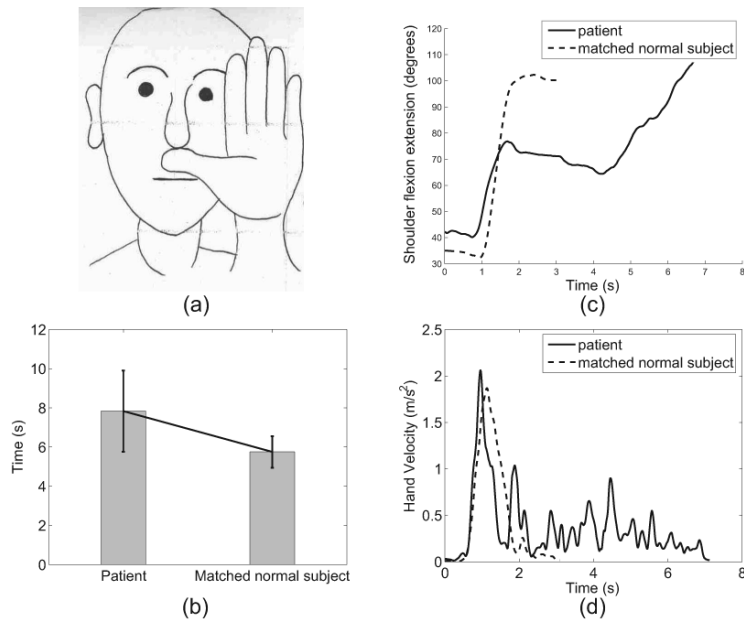 (a)
120
110
100
90
80
70
60
50
40
30
0
1
2
3
4
5
6
7
8
Shoulder flexion extension (degrees)
Time (s)
patient
matched normal subject
(c)
12
10
8
6
4
2
0
Time (s)
Patient
Matched normal subject
(b)
2.5
2
1.5
1
0.5
0
0
2
4
6
8
Hand Velocity (m/s²)
Time (s)
patient
matched normal subject
(d)